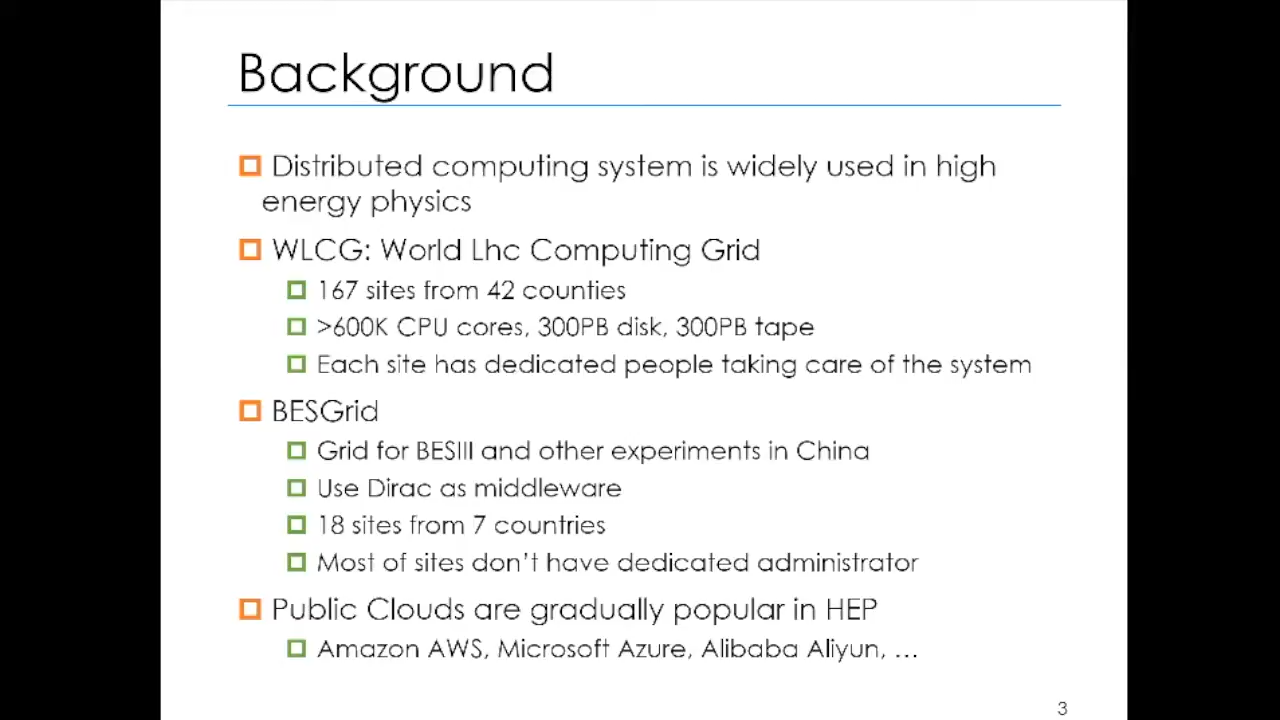 Background
Distributed computing system is widely used in high
energy physics
WLCG: World Lhc Computing Grid
167 sites from 42 counties
>600K CPU cores, 300PB disk, 300PB tape
Each site has dedicated people taking care of the system
BESGrid
Grid for BESIII and other experiments in China
Use Dirac as middleware
18 sites from 7 countries
Most of sites don't have dedicated administrator
Public Clouds are gradually popular in HEP
Amazon AWS, Microsoft Azure, Alibaba Aliyun, …
3